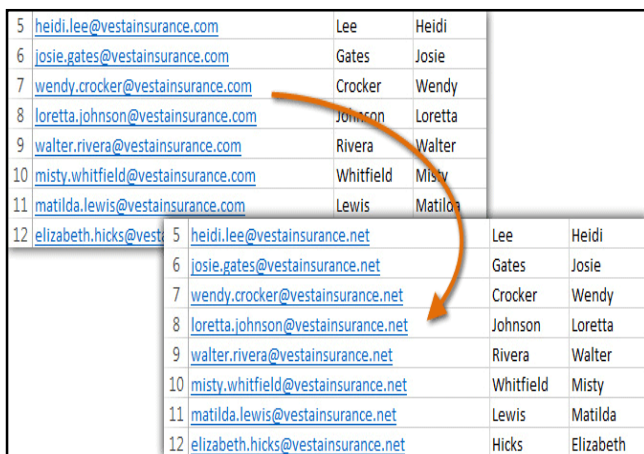 5 heidi.lee@vestainsurance.com Lee Heidi
6 josie.gates@vestainsurance.com Gates Josie
7 wendy.crocker@vestainsurance.com Crocker Wendy
8 loretta.johnson@vestainsurance.com Johnson Loretta
9 walter.rivera@vestainsurance.com Rivera Walter
10 misty.whitfield@vestainsurance.com Whitfield Misty
11 matilda.lewis@vestainsurance.com Lewis Matilda
12 elizabeth.hicks@vesta
5 heidi.lee@vestainsurance.net Lee Heidi
6 josie.gates@vestainsurance.net Gates Josie
7 wendy.crocker@vestainsurance.net Crocker Wendy
8 loretta.johnson@vestainsurance.net Johnson Loretta
9 walter.rivera@vestainsurance.net Rivera Walter
10 misty.whitfield@vestainsurance.net Whitfield Misty
11 matilda.lewis@vestainsurance.net Lewis Matilda
12 elizabeth.hicks@vestainsurance.net Hicks Elizabeth